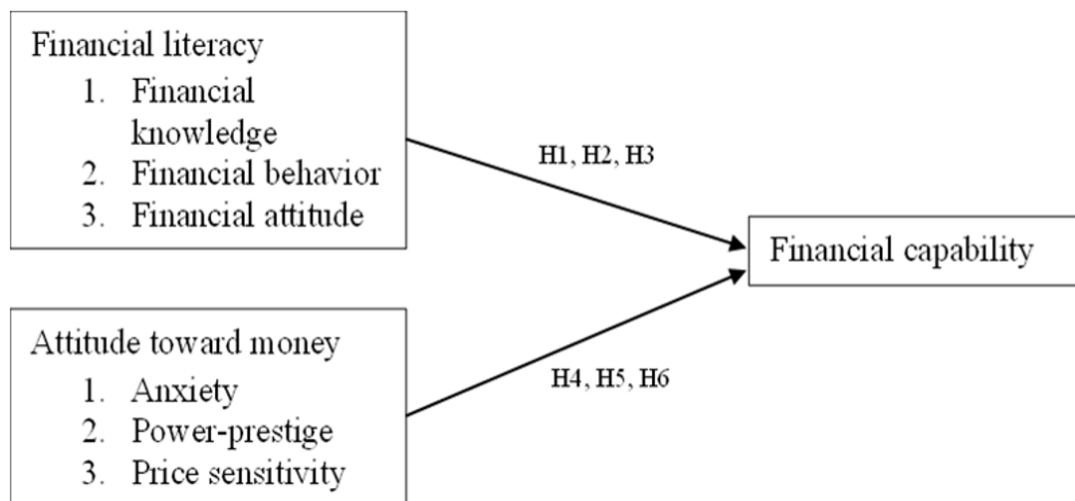 Financial literacy
1. Financial
knowledge
2. Financial behavior
3. Financial attitude
H1, H2, H3
Financial capability
Attitude toward money
1. Anxiety
2. Power-prestige
3. Price sensitivity
H4, H5, H6